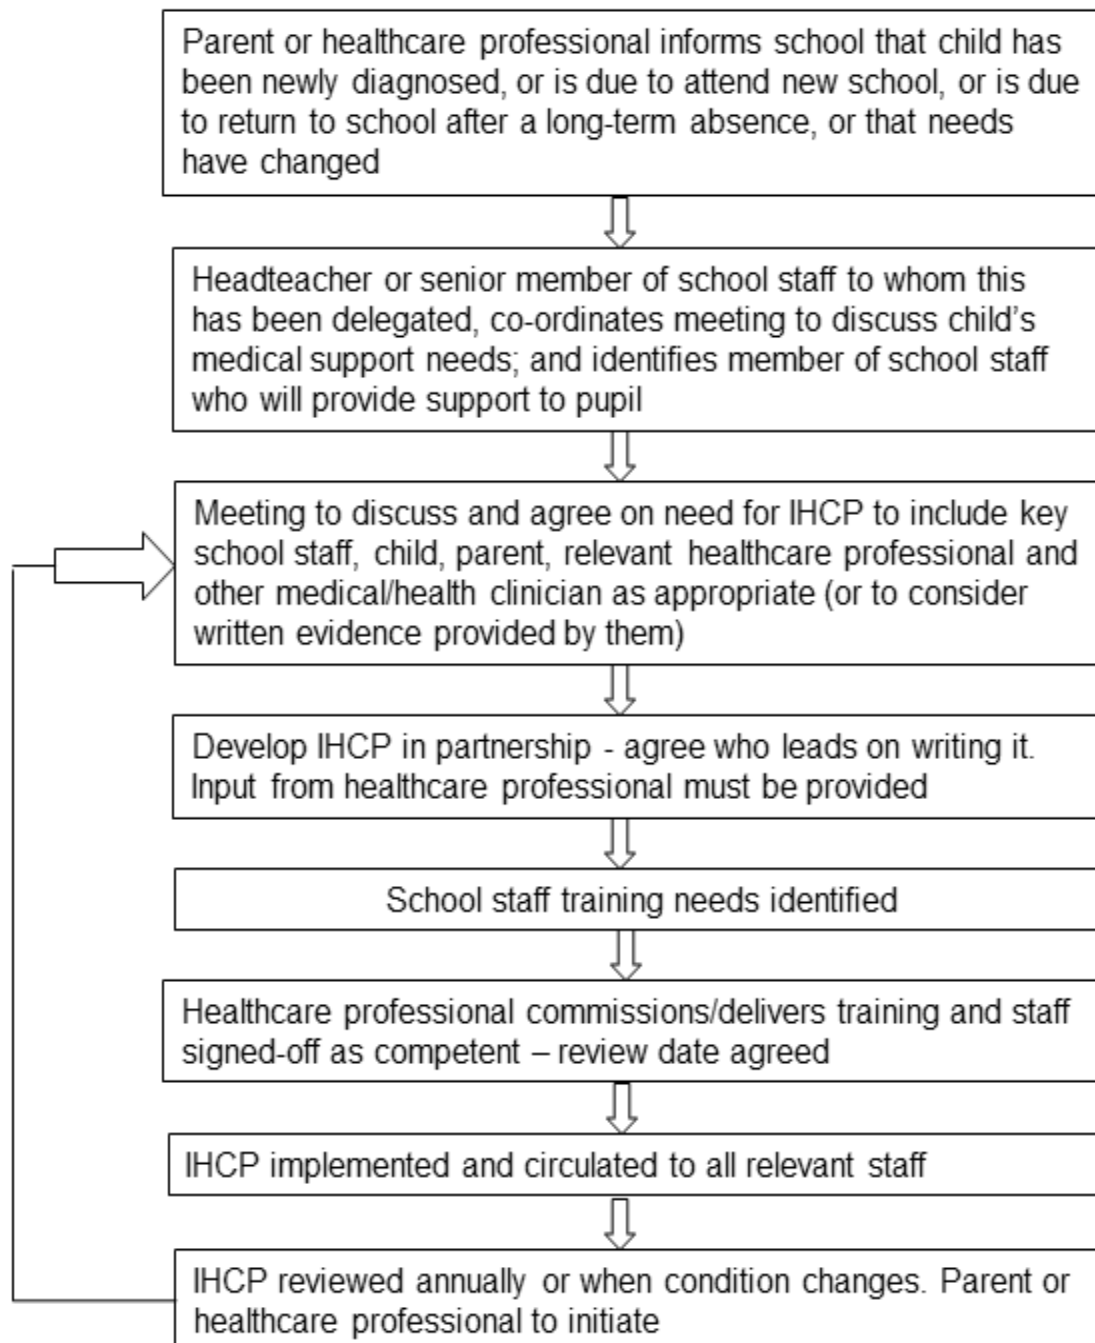 Parent or healthcare professional informs school that child has
been newly diagnosed, or is due to attend new school, or is due
to return to school after a long-term absence, or that needs
have changed
Headteacher or senior member of school staff to whom this
has been delegated, co-ordinates meeting to discuss child’s
medical support needs; and identifies member of school staff
who will provide support to pupil
Meeting to discuss and agree on need for IHCP to include key
school staff, child, parent, relevant healthcare professional and
other medical/health clinician as appropriate (or to consider
written evidence provided by them)
Develop IHCP in partnership - agree who leads on writing it.
Input from healthcare professional must be provided
School staff training needs identified
Healthcare professional commissions/delivers training and staff
signed-off as competent – review date agreed
IHCP implemented and circulated to all relevant staff
IHCP reviewed annually or when condition changes. Parent or
healthcare professional to initiate